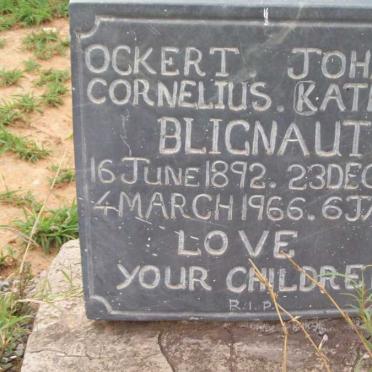 OCKERT. JOHA
CORNELIUS. KATH
BLIGNAUT
16 JUNE 1892. 23 DEC
4 MARCH 1966. 6 JA
LOVE
YOUR CHILDRE
R.I.P.